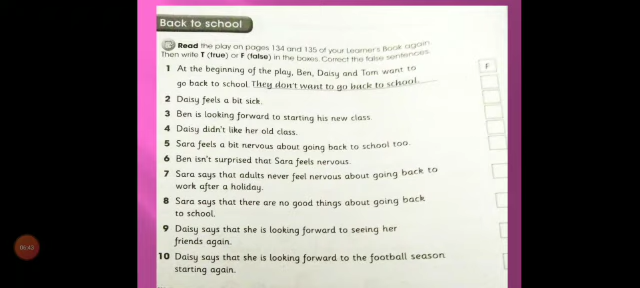 Back to school
Read the play on pages 134 and 135 of your Learner's Book again.
Then write T (true) or F (false) in the boxes. Correct the false sentences.
1 At the beginning of the play, Ben, Daisy and Tom want to
go back to school. They don't want to go back to school.
F
2 Daisy feels a bit sick.
3 Ben is looking forward to starting his new class.
4 Daisy didn't like her old class.
5 Sara feels a bit nervous about going back to school too.
6 Ben isn't surprised that Sara feels nervous.
7 Sara says that adults never feel nervous about going back to
work after a holiday.
8 Sara says that there are no good things about going back
to school.
9 Daisy says that she is looking forward to seeing her
friends again.
10 Daisy says that she is looking forward to the football season
starting again.